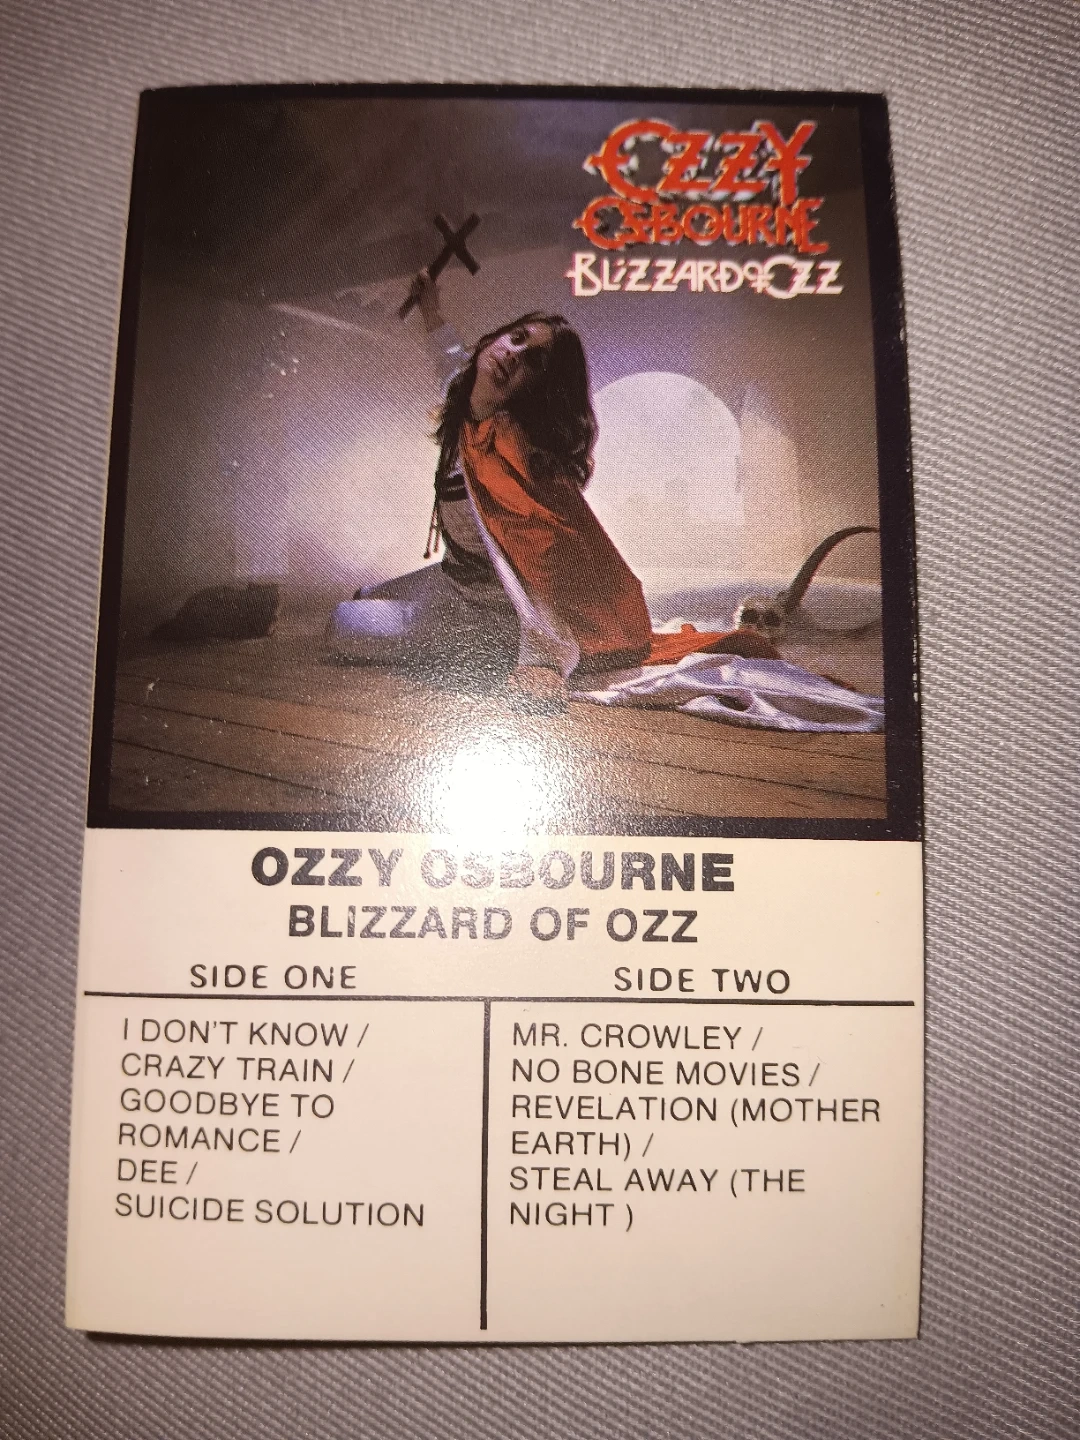 OZZY
OSBOURNE
BLIZZARD OF OZZ
OZZY OSBOURNE
BLIZZARD OF OZZ
SIDE ONE
I DON'T KNOW /
CRAZY TRAIN /
GOODBYE TO
ROMANCE /
DEE /
SUICIDE SOLUTION
SIDE TWO
MR. CROWLEY /
NO BONE MOVIES /
REVELATION (MOTHER
EARTH) /
STEAL AWAY (THE
NIGHT )